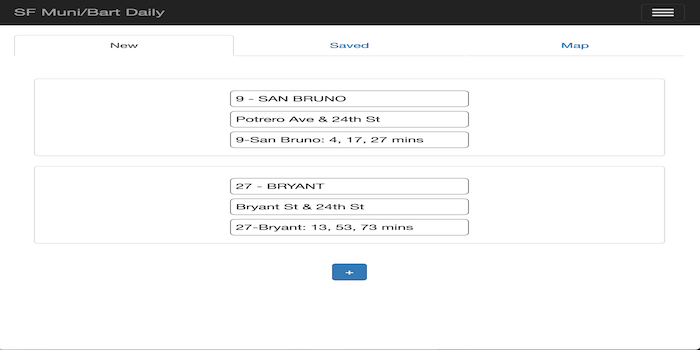 SF Muni/Bart Daily
New Saved Map
9 - SAN BRUNO
Potrero Ave & 24th St
9-San Bruno: 4, 17, 27 mins
27 - BRYANT
Bryant St & 24th St
27-Bryant: 13, 53, 73 mins
+